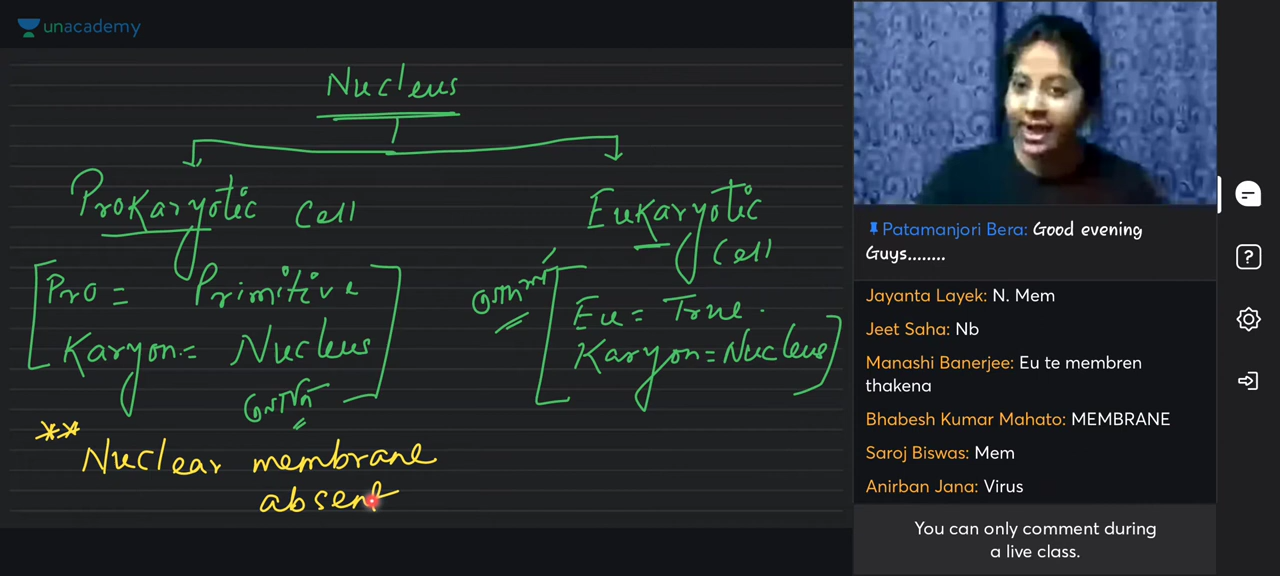 unacademy
Nucleus
Prokaryotic Cell
Eukaryotic
Cell
[Pro = Primitive
Karyon = Nucleus]
[Eu = True.
Karyon = Nucleus]
**
Nuclear membrane
absent
Patamanjori Bera: Good evening
Guys........
Jayanta Layek: N. Mem
Jeet Saha: Nb
Manashi Banerjee: Eu te membren
thakena
Bhabesh Kumar Mahato: MEMBRANE
Saroj Biswas: Mem
Anirban Jana: Virus
You can only comment during
a live class.